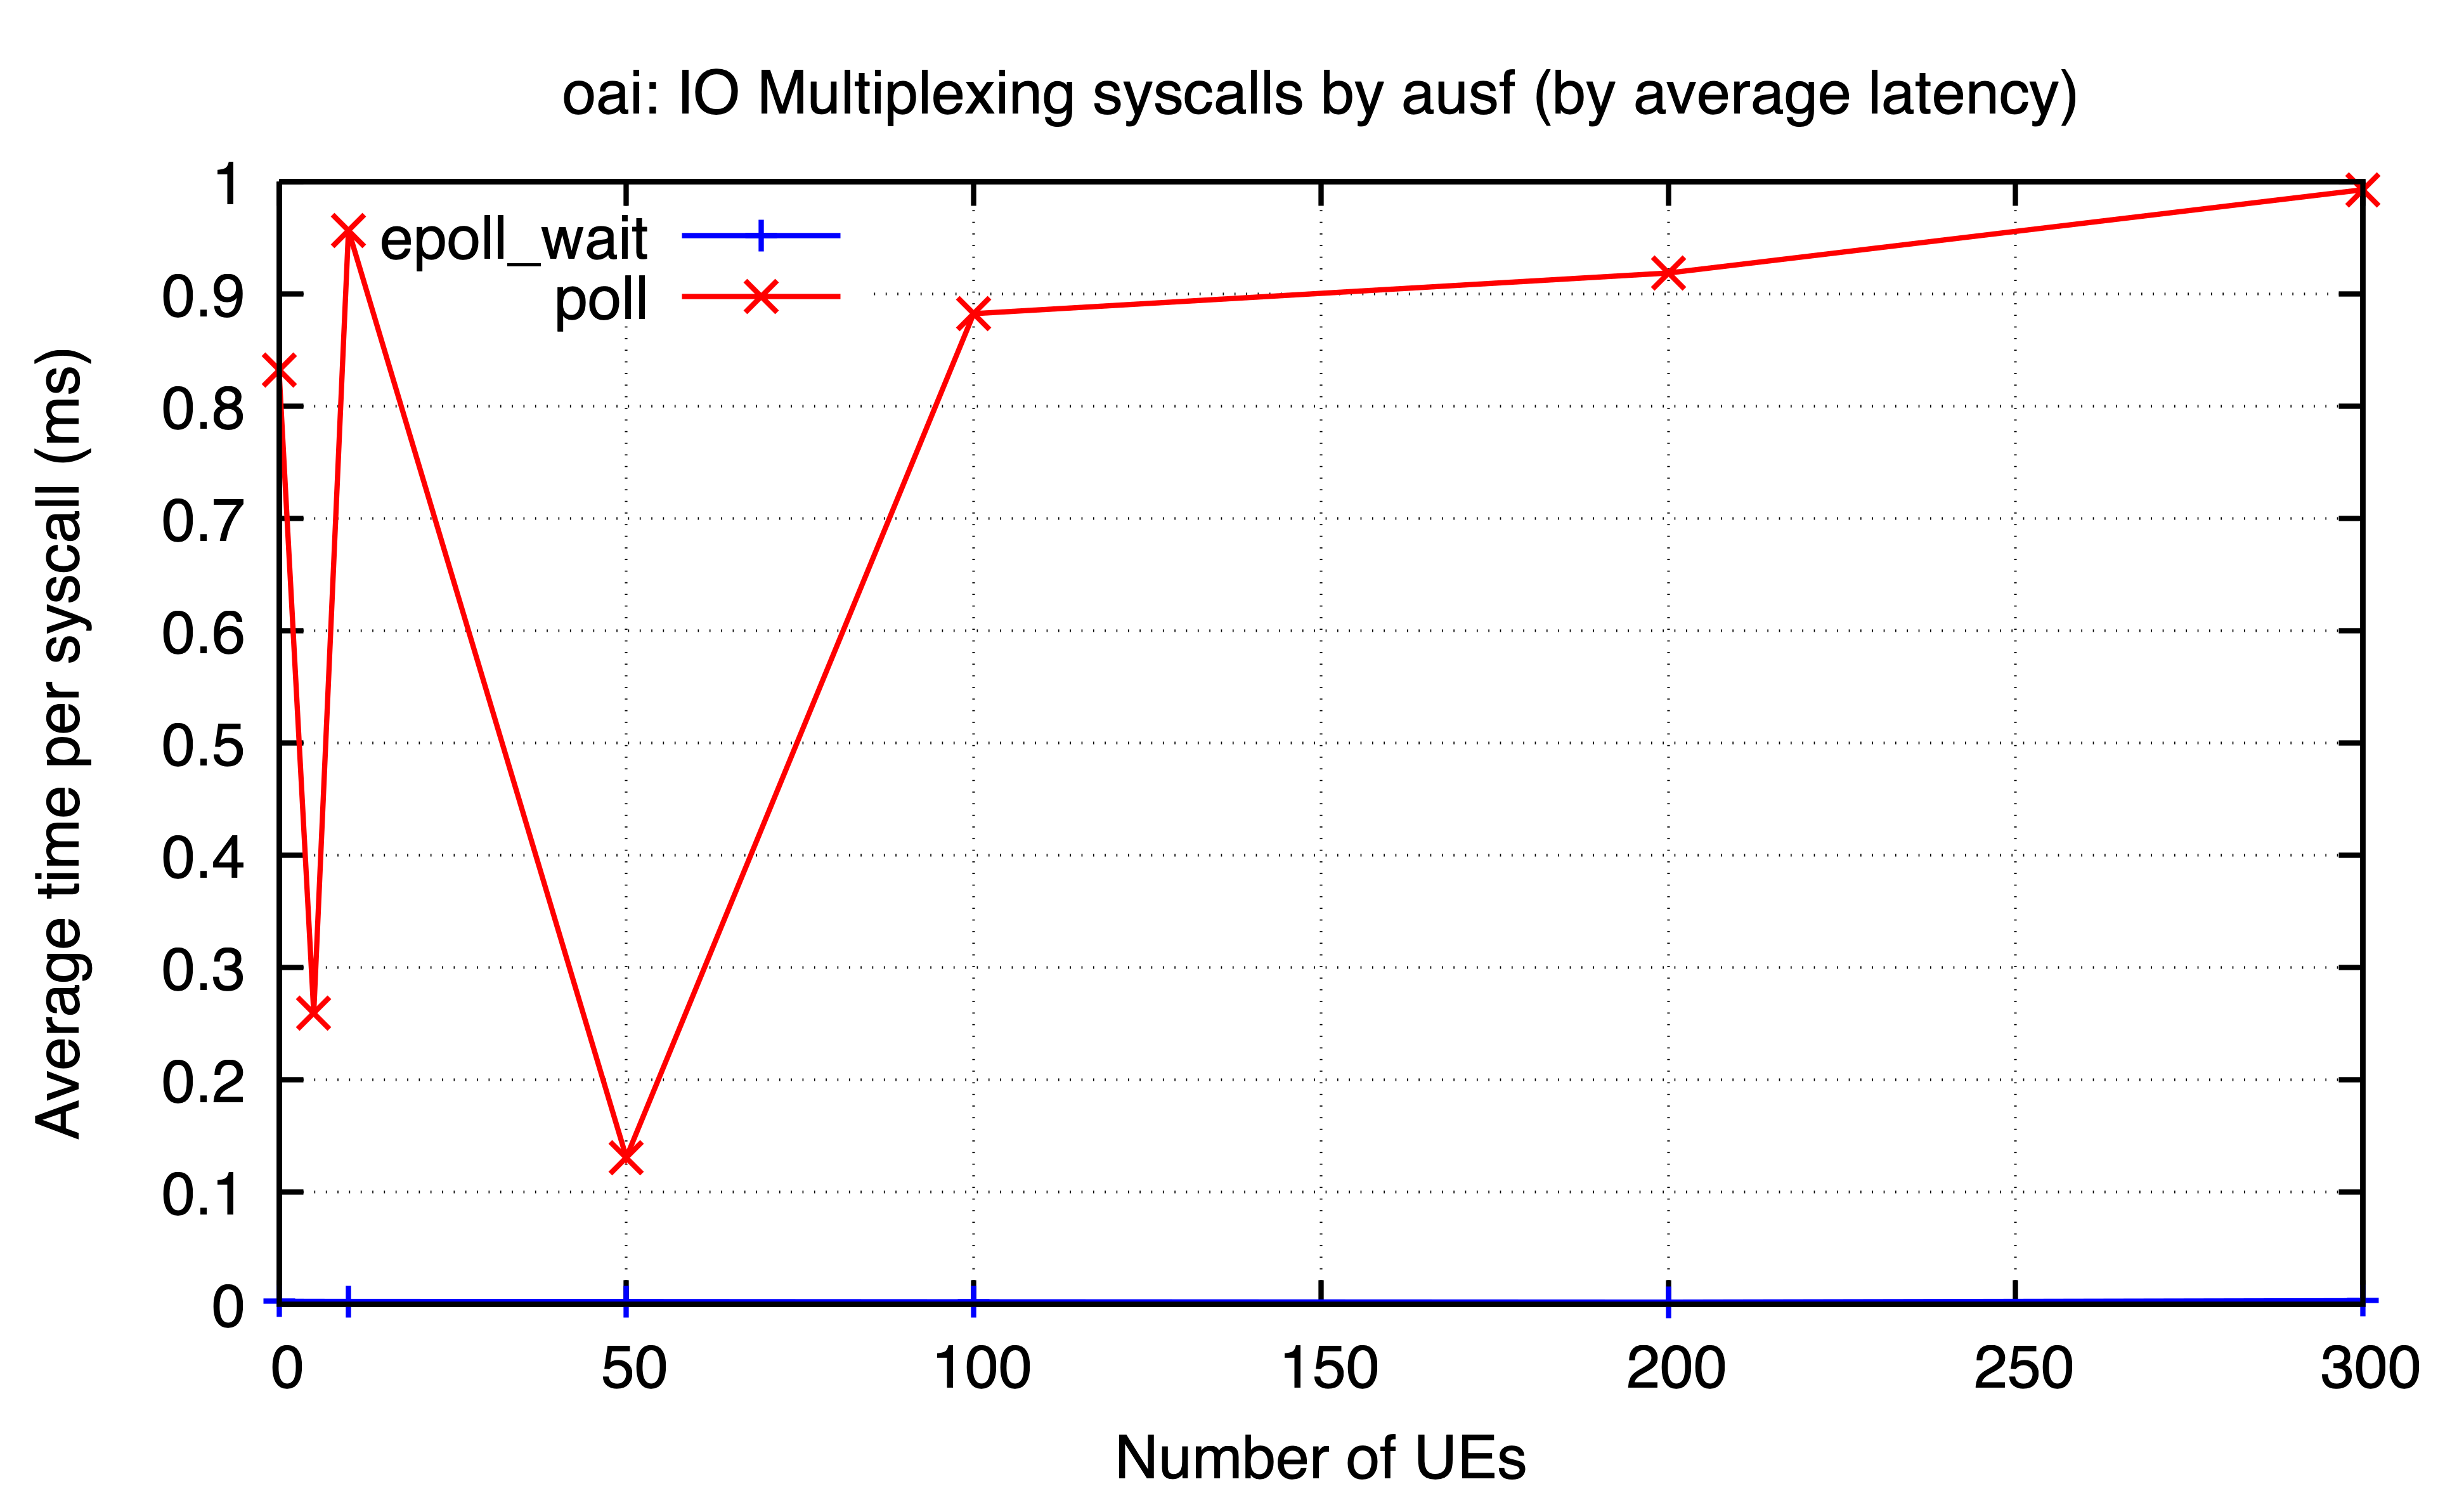 oai: IO Multiplexing syscalls by ausf (by average latency)
Average time per syscall (ms)
1
0.9
0.8
0.7
0.6
0.5
0.4
0.3
0.2
0.1
0
epoll_wait
poll
0 50 100 150 200 250 300
Number of UEs